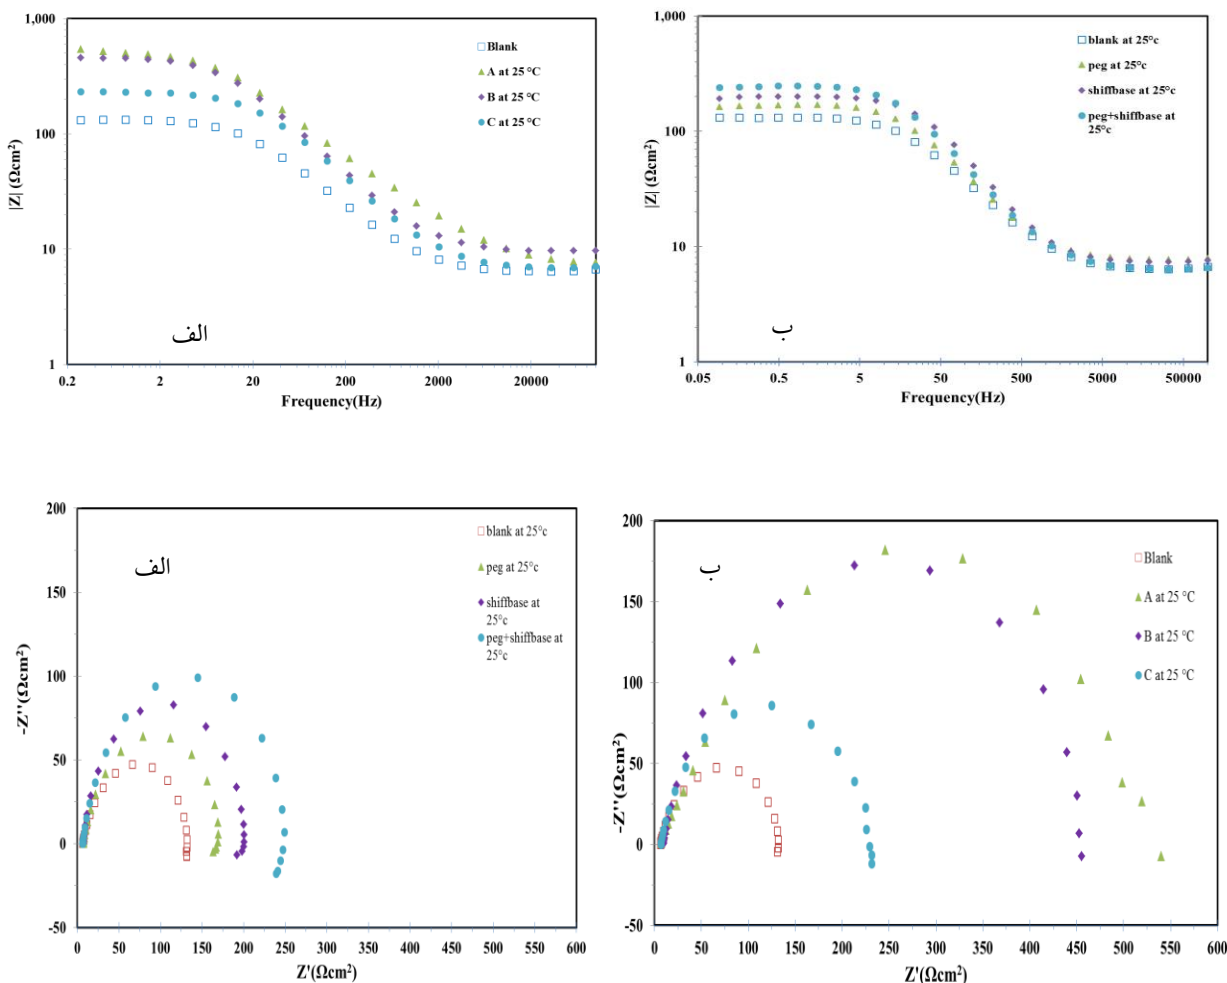 1,000
100
10
1
0.2 2 20 200 2000 20000
|Z| (Ωcm²)
Frequency(Hz)
Blank
A at 25 °C
B at 25 °C
C at 25 °C
الف
1,000
100
10
1
0.05 0.5 5 50 500 5000 50000
|Z| (Ωcm²)
Frequency(Hz)
blank at 25°c
peg at 25°c
shiffbase at 25°c
peg+shiffbase at
25°c
ب
200
150
100
50
0
-50
0 50 100 150 200 250 300 350 400 450 500 550 600
-Z''(Ωcm²)
Z'(Ωcm²)
blank at 25°c
peg at 25°c
shiffbase at
25°c
peg+shiffbase at
25°c
الف
200
150
100
50
0
-50
0 50 100 150 200 250 300 350 400 450 500 550 600
-Z''(Ωcm²)
Z'(Ωcm²)
Blank
A at 25 °C
B at 25 °C
C at 25 °C
ب